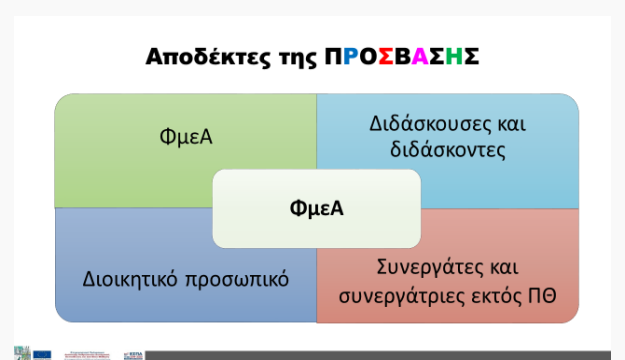 Αποδέκτες της ΠΡΟΣΒΑΣΗΣ
ΦμεΑ
Διδάσκουσες και
διδάσκοντες
ΦμεΑ
Διοικητικό προσωπικό
Συνεργάτες και
συνεργάτριες εκτός ΠΘ